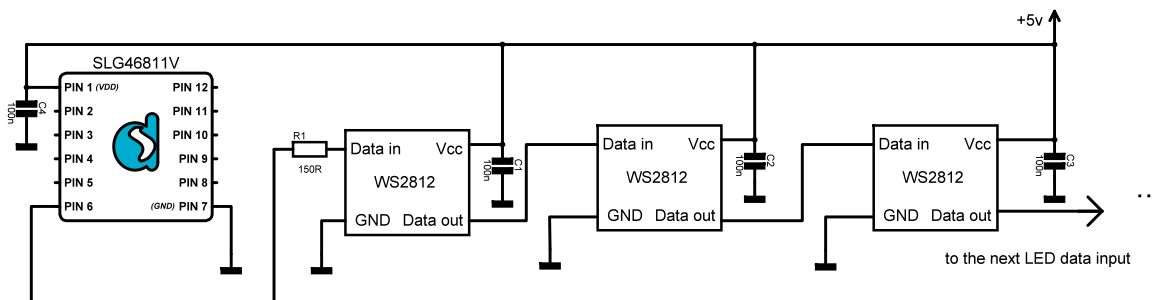 +5v
SLG46811V
PIN 1 (VDD)
PIN 2
PIN 3
PIN 4
PIN 5
PIN 6
PIN 12
PIN 11
PIN 10
PIN 9
PIN 8
(GND) PIN 7
C4
100n
R1
150R
Data in
Vcc
WS2812
GND
Data out
C1
100n
Data in
Vcc
WS2812
GND
Data out
C2
100n
Data in
Vcc
WS2812
GND
Data out
C3
100n
..
to the next LED data input